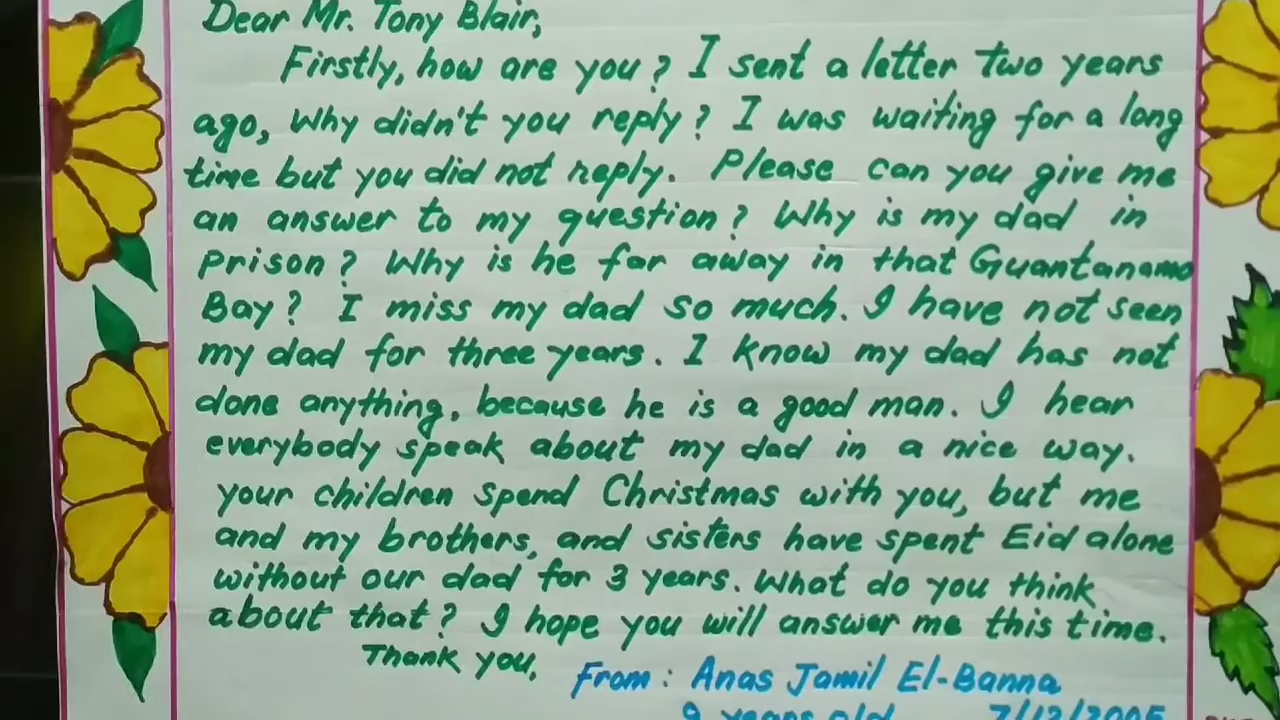 Dear Mr. Tony Blair,
Firstly, how are you? I sent a letter two years
ago, why didn't you reply? I was waiting for a long
time but you did not reply. Please can you give me
an answer to my question? Why is my dad in
prison? Why is he far away in that Guantanamo
Bay? I miss my dad so much. I have not seen
my dad for three years. I know my dad has not
done anything, because he is a good man. I hear
everybody speak about my dad in a nice way.
your children spend Christmas with you, but me
and my brothers, and sisters have spent Eid alone
without our dad for 3 years. What do you think
about that? I hope you will answer me this time.
Thank you,
From: Anas Jamil El-Banna
9 years old 7/12/2005